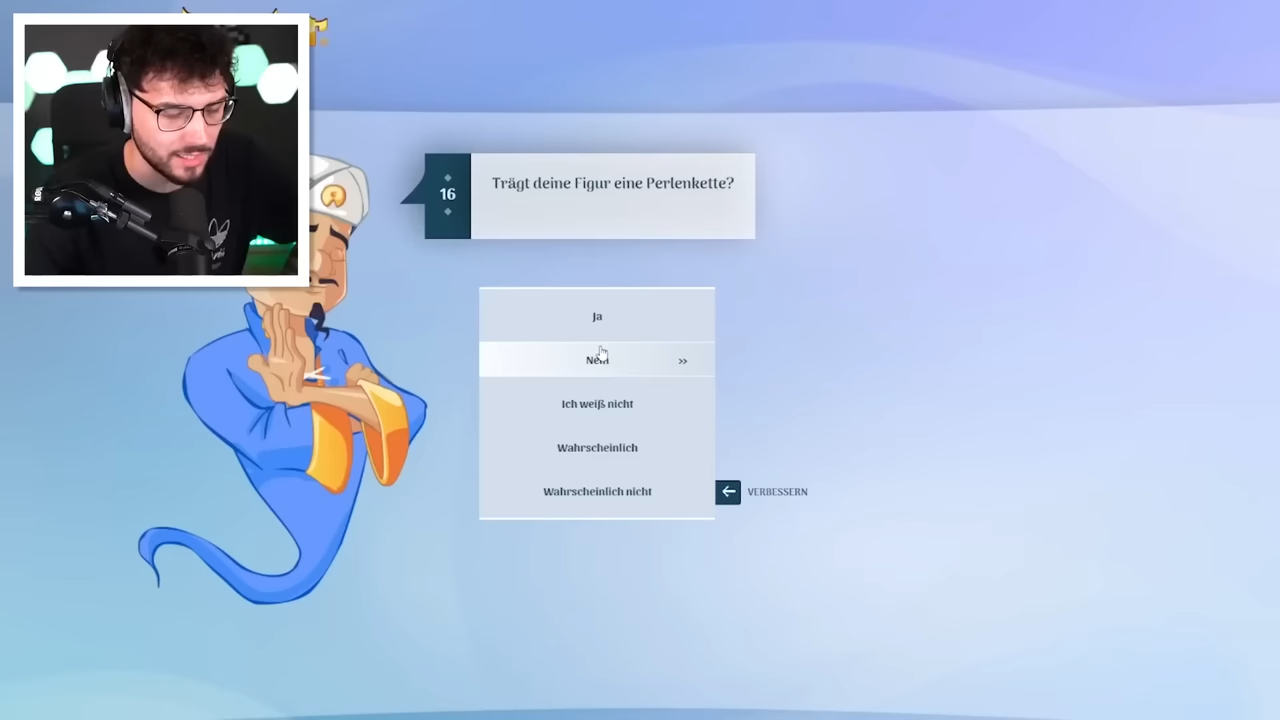 16
Trägt deine Figur eine Perlenkette?
Ja
Nein
Ich weiß nicht
Wahrscheinlich
Wahrscheinlich nicht
VERBESSERN